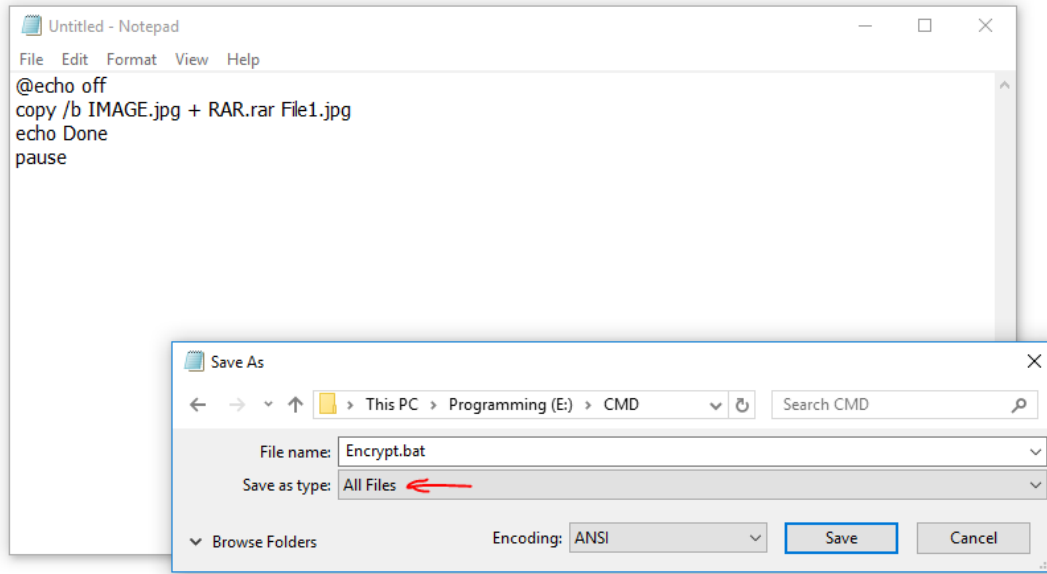 Untitled - Notepad
File Edit Format View Help
@echo off
copy /b IMAGE.jpg + RAR.rar File1.jpg
echo Done
pause
Save As
This PC > Programming (E:) > CMD
Search CMD
File name: Encrypt.bat
Save as type: All Files
Browse Folders Encoding: ANSI Save Cancel